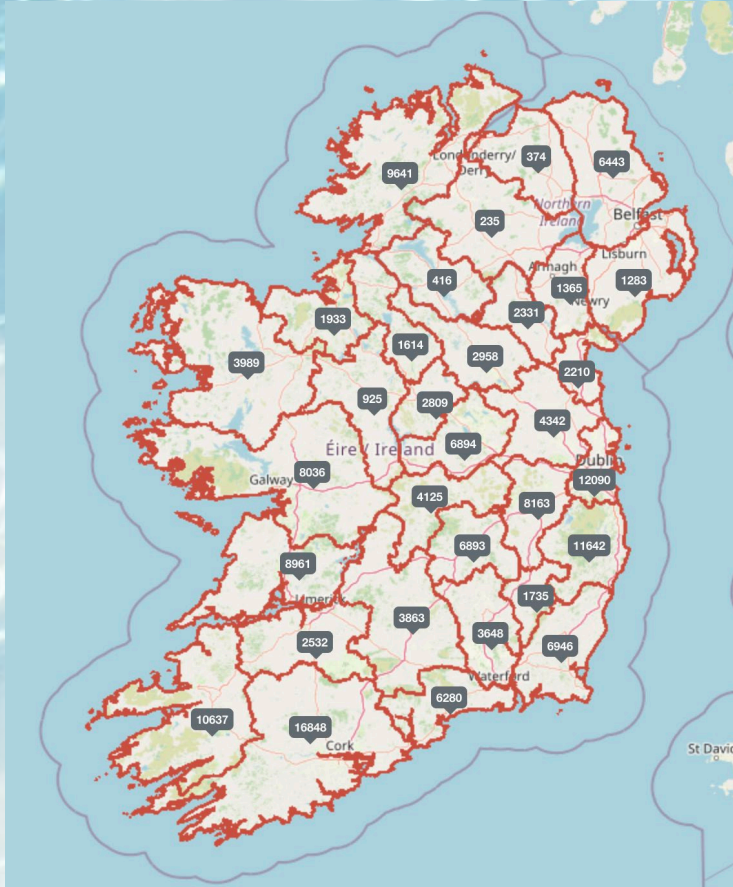 Londonderry/
Derry
374
6443
9641
Northern
Ireland
235
Belfast
Lisburn
Armagh
416
1365
1283
Newry
2331
1933
1614
2958
3989
2210
925
2809
4342
6894
Éire / Ireland
Dublin
8036
Galway
12090
4125
8163
6893
11642
8961
1735
Limerick
3863
2532
3648
6946
Waterford
6280
10637
16848
Cork
St David